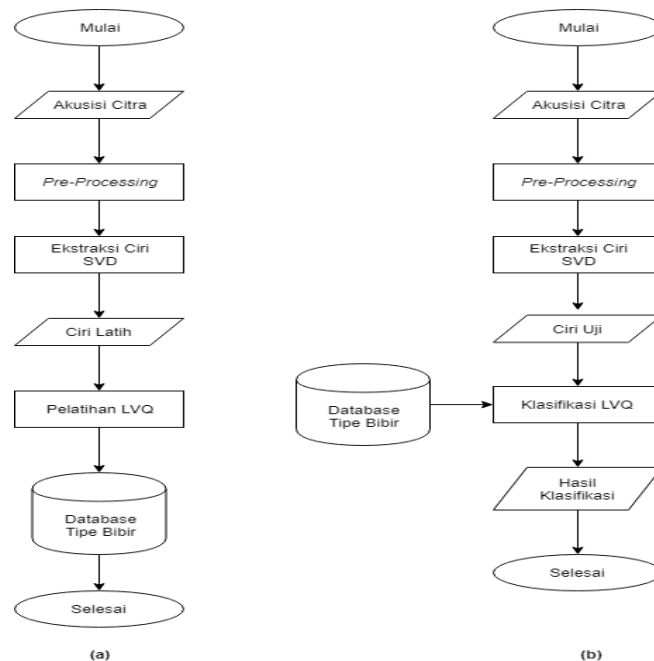 Mulai
Akusisi Citra
Pre-Processing
Ekstraksi Ciri
SVD
Ciri Latih
Pelatihan LVQ
Database
Tipe Bibir
Selesai
(a)
Mulai
Akusisi Citra
Pre-Processing
Ekstraksi Ciri
SVD
Ciri Uji
Database
Tipe Bibir
Klasifikasi LVQ
Hasil
Klasifikasi
Selesai
(b)